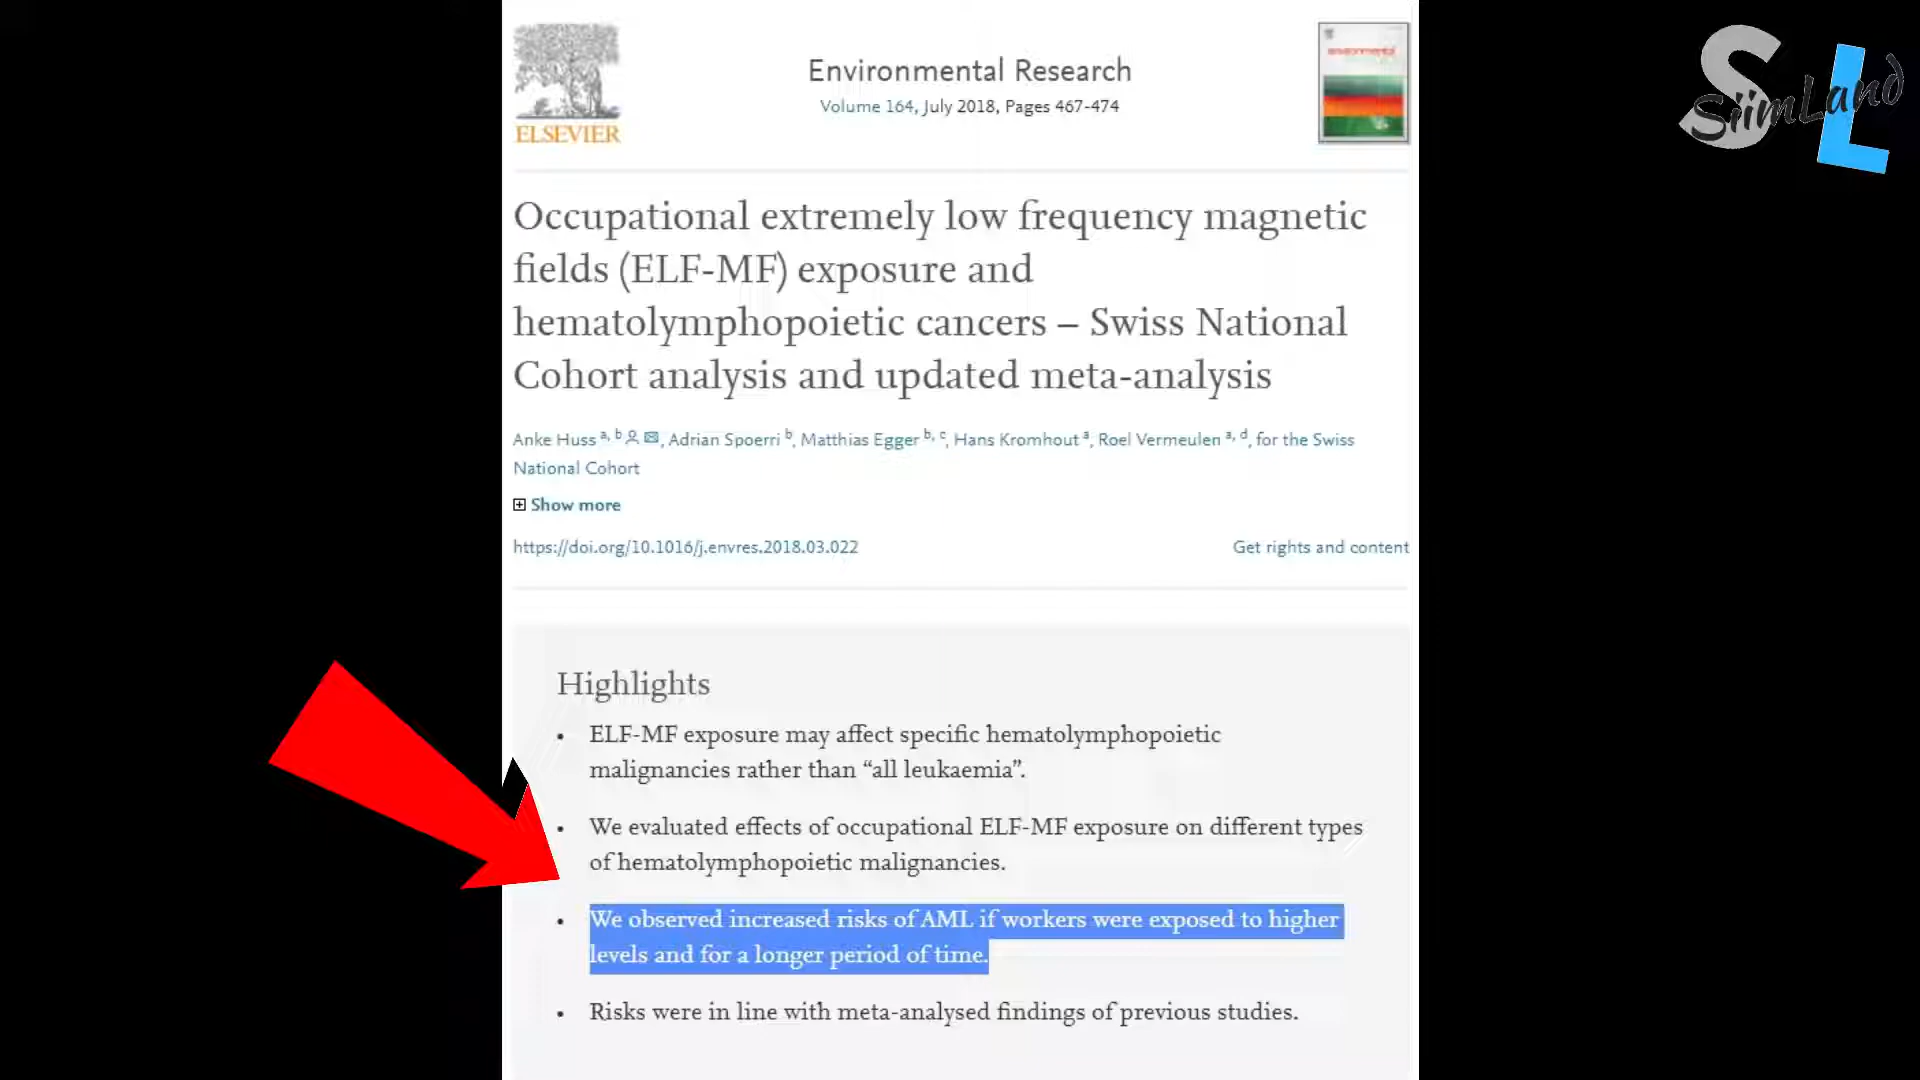 ELSEVIER
Environmental Research
Volume 164, July 2018, Pages 467-474
environmental
SiimLand
SL
Occupational extremely low frequency magnetic
fields (ELF-MF) exposure and
hematolymphopoietic cancers – Swiss National
Cohort analysis and updated meta-analysis
Anke Huss a, b, Adrian Spoerri b, Matthias Egger b, c, Hans Kromhout a, Roel Vermeulen a, d, for the Swiss
National Cohort
Show more
https://doi.org/10.1016/j.envres.2018.03.022
Get rights and content
Highlights
• ELF-MF exposure may affect specific hematolymphopoietic
malignancies rather than “all leukaemia”.
• We evaluated effects of occupational ELF-MF exposure on different types
of hematolymphopoietic malignancies.
• We observed increased risks of AML if workers were exposed to higher
levels and for a longer period of time.
• Risks were in line with meta-analysed findings of previous studies.